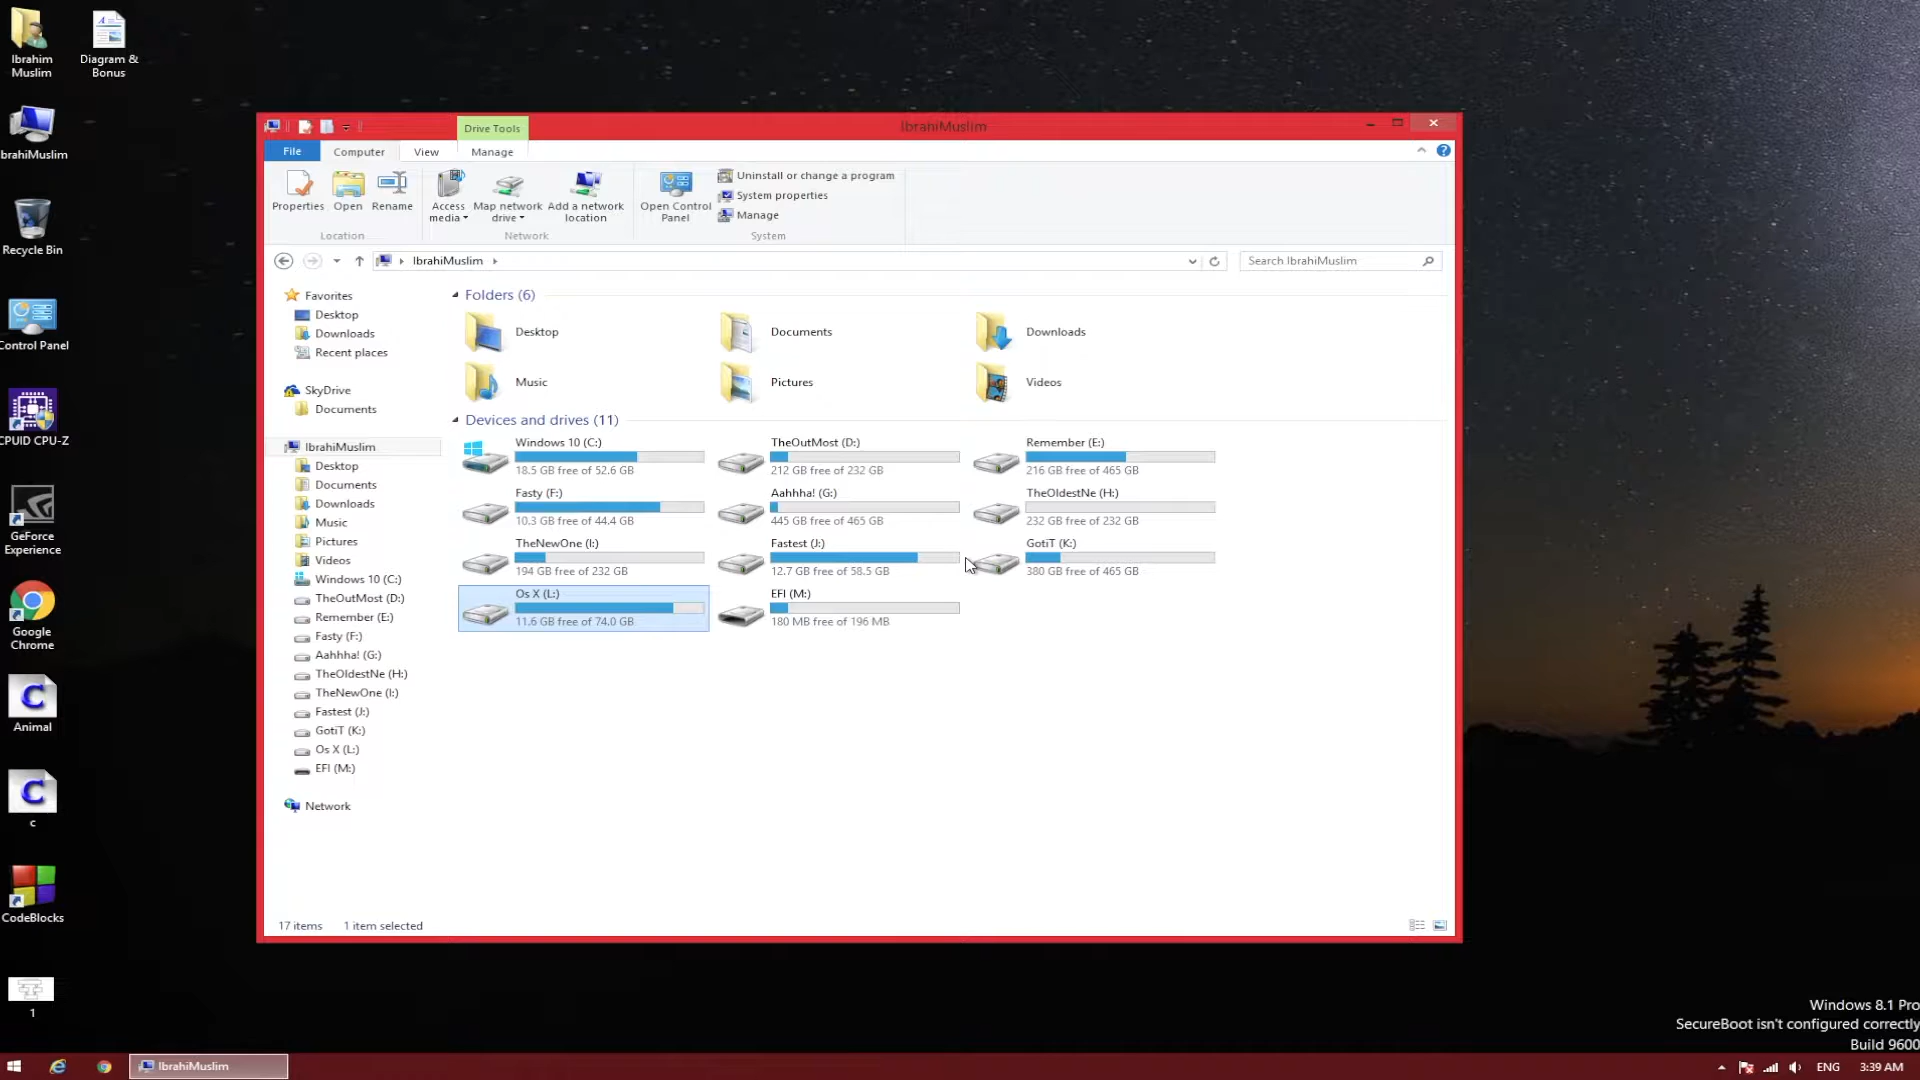 Ibrahim
Muslim
Diagram &
Bonus
brahiMuslim
Recycle Bin
Control Panel
CPUID CPU-Z
GeForce
Experience
Google
Chrome
C
Animal
C
c
CodeBlocks
1
Drive Tools
IbrahiMuslim
File
Computer
View
Manage
Properties
Open
Rename
Access
media
Map network
drive
Add a network
location
Open Control
Panel
Uninstall or change a program
System properties
Manage
Location
Network
System
IbrahiMuslim
Search IbrahiMuslim
Favorites
Desktop
Downloads
Recent places
SkyDrive
Documents
IbrahiMuslim
Desktop
Documents
Downloads
Music
Pictures
Videos
Windows 10 (C:)
TheOutMost (D:)
Remember (E:)
Fasty (F:)
Aahhha! (G:)
TheOldestNe (H:)
TheNewOne (I:)
Fastest (J:)
GotiT (K:)
Os X (L:)
EFI (M:)
Network
Folders (6)
Desktop
Documents
Downloads
Music
Pictures
Videos
Devices and drives (11)
Windows 10 (C:)
18.5 GB free of 52.6 GB
TheOutMost (D:)
212 GB free of 232 GB
Remember (E:)
216 GB free of 465 GB
Fasty (F:)
10.3 GB free of 44.4 GB
Aahhha! (G:)
445 GB free of 465 GB
TheOldestNe (H:)
232 GB free of 232 GB
TheNewOne (I:)
194 GB free of 232 GB
Fastest (J:)
12.7 GB free of 58.5 GB
GotiT (K:)
380 GB free of 465 GB
Os X (L:)
11.6 GB free of 74.0 GB
EFI (M:)
180 MB free of 196 MB
17 items
1 item selected
Windows 8.1 Pro
SecureBoot isn't configured correctly
Build 9600
IbrahiMuslim
ENG
3:39 AM